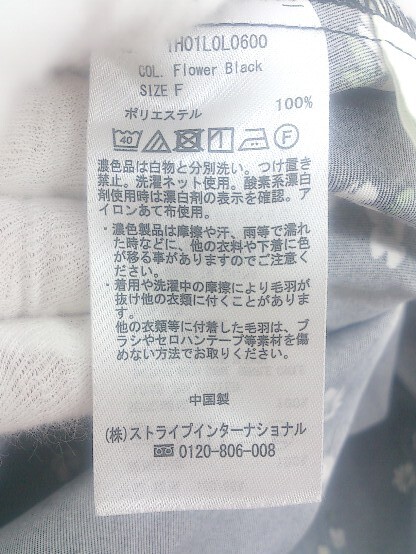 1H01L0L0600
COL. Flower Black
SIZE F
ポリエステル 100%
40 F
濃色品は白物と分別洗い。つけ置き
禁止。洗濯ネット使用。酸素系漂白
剤使用時は漂白剤の表示を確認。ア
イロンあて布使用。
・濃色製品は摩擦や汗、雨等で濡れ
た時などに、他の衣料や下着に色
が移る事がありますのでご注意く
ださい。
・着用や洗濯中の摩擦により毛羽が
抜け他の衣類に付くことがありま
す。
他の衣類等に付着した毛羽は、ブ
ラシやセロハンテープ等素材を傷
めない方法でお取りください。
中国製
(株)ストライプインターナショナル
0120-806-008